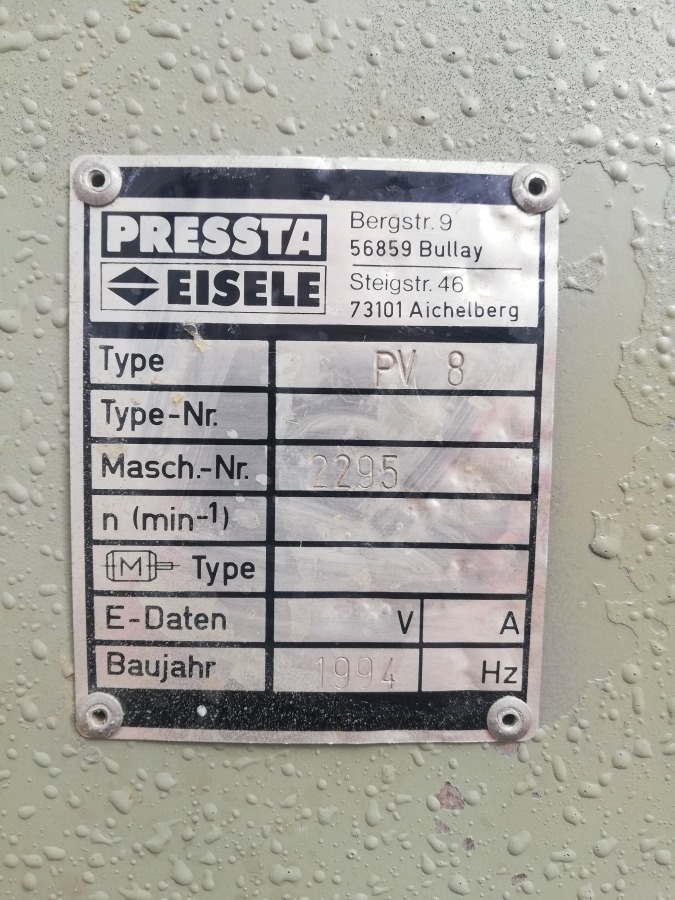 PRESSTA
EISELE
Bergstr. 9
56859 Bullay
Steigstr. 46
73101 Aichelberg
Type PV 8
Type-Nr.
Masch.-Nr. 2295
n (min-1)
M Type
E-Daten V A
Baujahr 1994 Hz